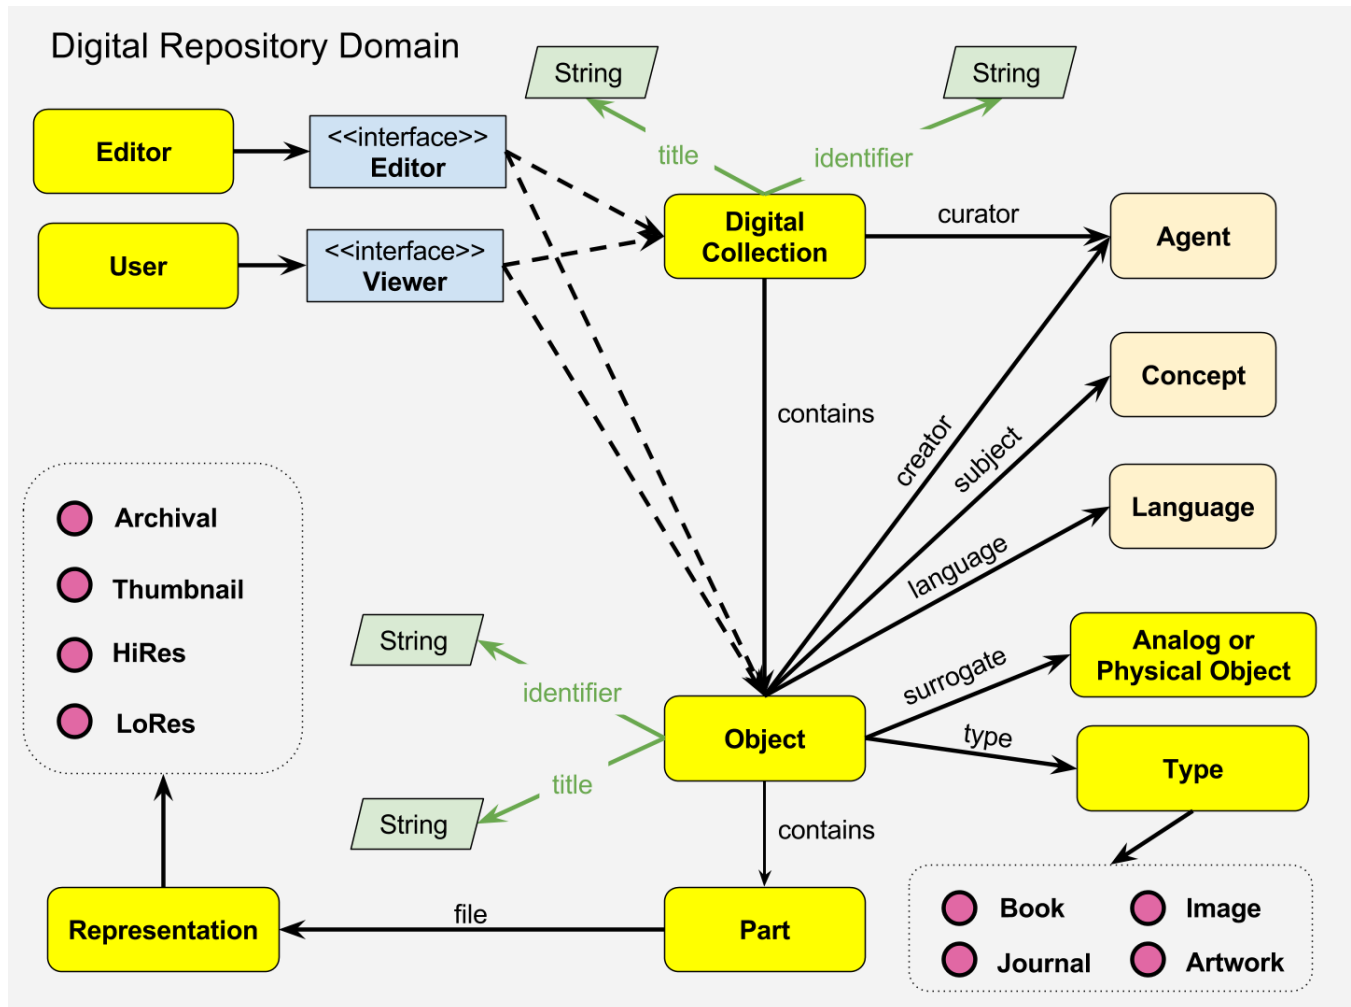 Digital Repository Domain
String
String
Editor
<<interface>>
Editor
title
identifier
User
<<interface>>
Viewer
Digital
Collection
curator
Agent
Concept
contains
creator
subject
Language
language
Archival
Thumbnail
HiRes
LoRes
String
identifier
title
String
Object
surrogate
Analog or
Physical Object
type
Type
contains
Representation
file
Part
Book
Image
Journal
Artwork